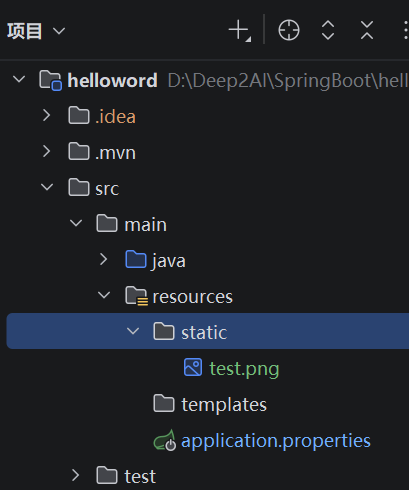 项目
helloword D:\Deep2AI\SpringBoot\hell
.idea
.mvn
src
main
java
resources
static
test.png
templates
application.properties
test